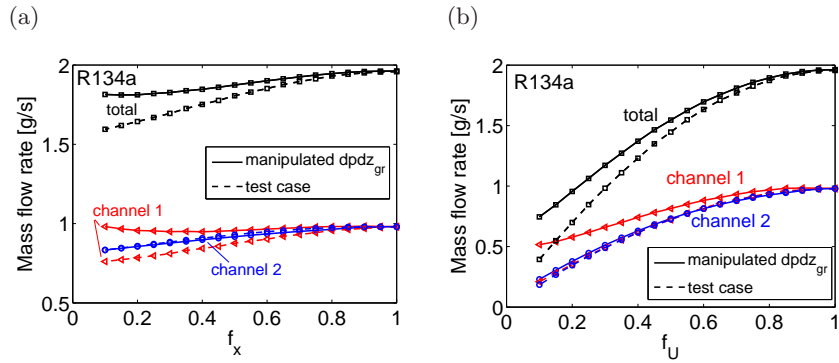 (a)
R134a
total
manipulated dpdz_gr
test case
channel 1
channel 2
Mass flow rate [g/s]
2
1.5
1
0.5
0
0.2
0.4
0.6
0.8
1
f_x
(b)
R134a
total
channel 1
channel 2
manipulated dpdz_gr
test case
Mass flow rate [g/s]
2
1.5
1
0.5
0
0
0.2
0.4
0.6
0.8
1
f_U